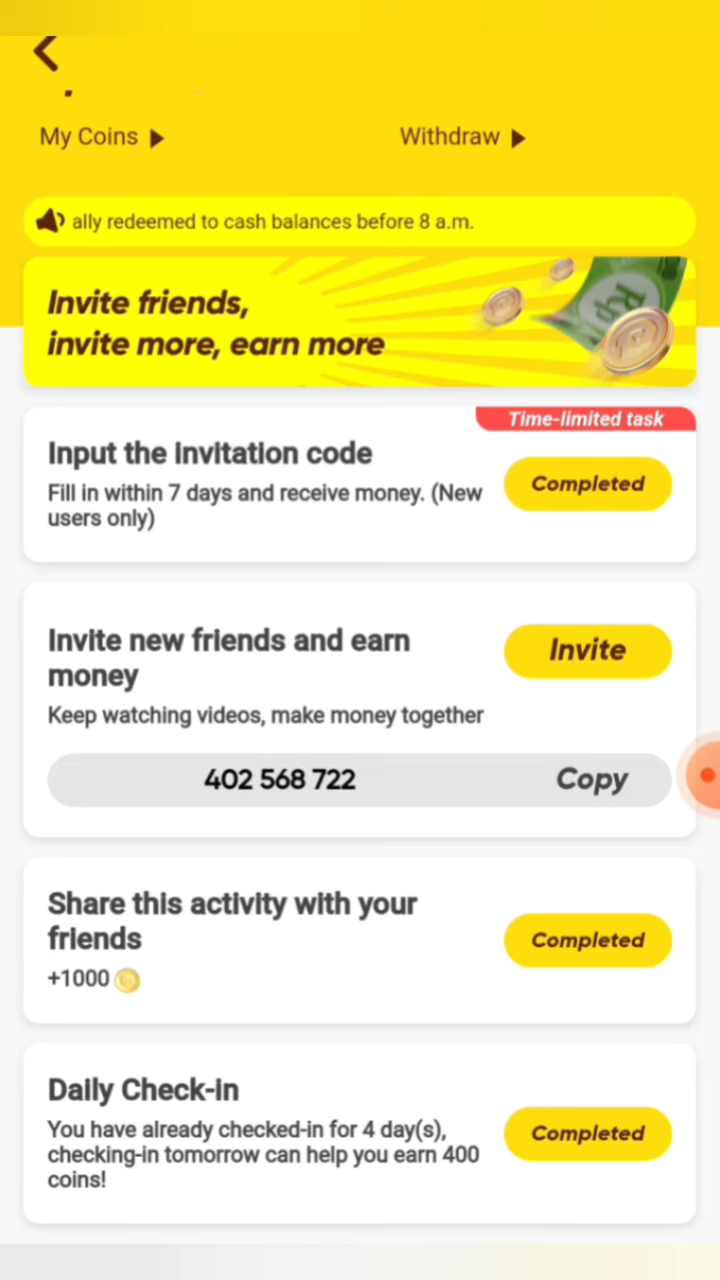 My Coins
Withdraw
ally redeemed to cash balances before 8 a.m.
Invite friends,
invite more, earn more
Rp
Time-limited task
Input the invitation code
Completed
Fill in within 7 days and receive money. (New
users only)
Invite new friends and earn
money
Invite
Keep watching videos, make money together
402 568 722
Copy
Share this activity with your
friends
Completed
+1000
Daily Check-in
You have already checked-in for 4 day(s),
checking-in tomorrow can help you earn 400
coins!
Completed